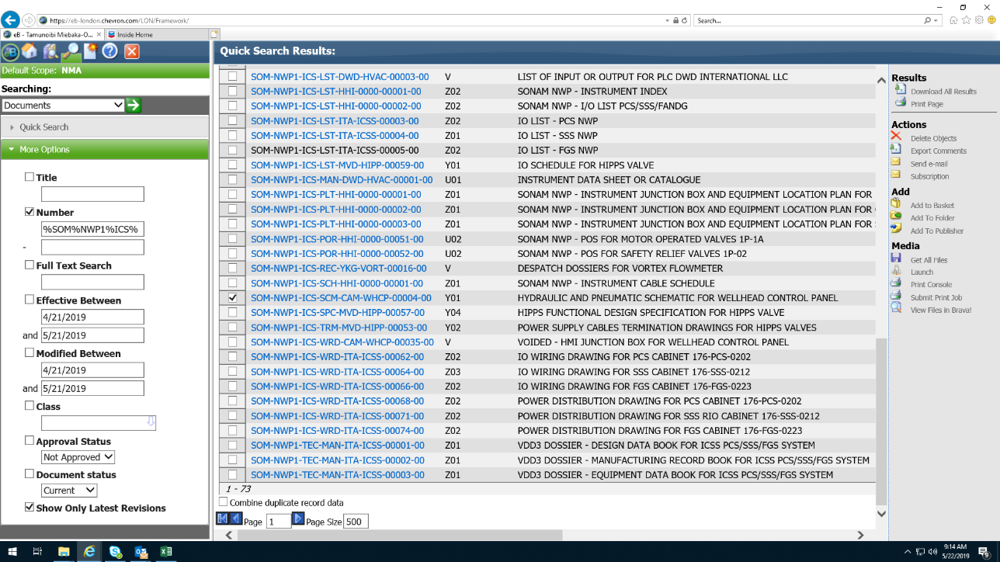 https://eb-london.chevron.com/LON/Framework/
Search...
eB - Tamunoibi Miebaka-O...
Inside Home
Default Scope: NMA
Searching:
Documents
Quick Search
More Options
Title
Number
%SOM%NWP1%ICS%
-
Full Text Search
Effective Between
4/21/2019
and 5/21/2019
Modified Between
4/21/2019
and 5/21/2019
Class
Approval Status
Not Approved
Document status
Current
Show Only Latest Revisions
Quick Search Results:
SOM-NWP1-ICS-LST-DWD-HVAC-00003-00 V LIST OF INPUT OR OUTPUT FOR PLC DWD INTERNATIONAL LLC
SOM-NWP1-ICS-LST-HHI-0000-00001-00 Z02 SONAM NWP - INSTRUMENT INDEX
SOM-NWP1-ICS-LST-HHI-0000-00002-00 Z02 SONAM NWP - I/O LIST PCS/SSS/FANDG
SOM-NWP1-ICS-LST-ITA-ICSS-00003-00 Z02 IO LIST - PCS NWP
SOM-NWP1-ICS-LST-ITA-ICSS-00004-00 Z01 IO LIST - SSS NWP
SOM-NWP1-ICS-LST-ITA-ICSS-00005-00 Z02 IO LIST - FGS NWP
SOM-NWP1-ICS-LST-MVD-HIPP-00059-00 Y01 IO SCHEDULE FOR HIPPS VALVE
SOM-NWP1-ICS-MAN-DWD-HVAC-00001-00 U01 INSTRUMENT DATA SHEET OR CATALOGUE
SOM-NWP1-ICS-PLT-HHI-0000-00001-00 Z01 SONAM NWP - INSTRUMENT JUNCTION BOX AND EQUIPMENT LOCATION PLAN FOR
SOM-NWP1-ICS-PLT-HHI-0000-00002-00 Z01 SONAM NWP - INSTRUMENT JUNCTION BOX AND EQUIPMENT LOCATION PLAN FOR
SOM-NWP1-ICS-PLT-HHI-0000-00003-00 Z01 SONAM NWP - INSTRUMENT JUNCTION BOX AND EQUIPMENT LOCATION PLAN FOR
SOM-NWP1-ICS-POR-HHI-0000-00051-00 U02 SONAM NWP - POS FOR MOTOR OPERATED VALVES 1P-1A
SOM-NWP1-ICS-POR-HHI-0000-00052-00 U02 SONAM NWP - POS FOR SAFETY RELIEF VALVES 1P-02
SOM-NWP1-ICS-REC-YKG-VORT-00016-00 V DESPATCH DOSSIERS FOR VORTEX FLOWMETER
SOM-NWP1-ICS-SCH-HHI-0000-00001-00 Z01 SONAM NWP - INSTRUMENT CABLE SCHEDULE
SOM-NWP1-ICS-SCM-CAM-WHCP-00004-00 Y01 HYDRAULIC AND PNEUMATIC SCHEMATIC FOR WELLHEAD CONTROL PANEL
SOM-NWP1-ICS-SPC-MVD-HIPP-00057-00 Y04 HIPPS FUNCTIONAL DESIGN SPECIFICATION FOR HIPPS VALVE
SOM-NWP1-ICS-TRM-MVD-HIPP-00053-00 Y02 POWER SUPPLY CABLES TERMINATION DRAWINGS FOR HIPPS VALVES
SOM-NWP1-ICS-WRD-CAM-WHCP-00035-00 V VOIDED - HMI JUNCTION BOX FOR WELLHEAD CONTROL PANEL
SOM-NWP1-ICS-WRD-ITA-ICSS-00062-00 Z02 IO WIRING DRAWING FOR PCS CABINET 176-PCS-0202
SOM-NWP1-ICS-WRD-ITA-ICSS-00064-00 Z03 IO WIRING DRAWING FOR SSS CABINET 176-SSS-0212
SOM-NWP1-ICS-WRD-ITA-ICSS-00066-00 Z02 IO WIRING DRAWING FOR FGS CABINET 176-FGS-0223
SOM-NWP1-ICS-WRD-ITA-ICSS-00068-00 Z02 POWER DISTRIBUTION DRAWING FOR PCS CABINET 176-PCS-0202
SOM-NWP1-ICS-WRD-ITA-ICSS-00071-00 Z02 POWER DISTRIBUTION DRAWING FOR SSS RIO CABINET 176-SSS-0212
SOM-NWP1-ICS-WRD-ITA-ICSS-00074-00 Z02 POWER DISTRIBUTION DRAWING FOR FGS CABINET 176-FGS-0223
SOM-NWP1-TEC-MAN-ITA-ICSS-00001-00 Z01 VDD3 DOSSIER - DESIGN DATA BOOK FOR ICSS PCS/SSS/FGS SYSTEM
SOM-NWP1-TEC-MAN-ITA-ICSS-00002-00 Z01 VDD3 DOSSIER - MANUFACTURING RECORD BOOK FOR ICSS PCS/SSS/FGS SYSTEM
SOM-NWP1-TEC-MAN-ITA-ICSS-00003-00 Z01 VDD3 DOSSIER - EQUIPMENT DATA BOOK FOR ICSS PCS/SSS/FGS SYSTEM
1 - 73
Combine duplicate record data
Page 1 Page Size 500
Results
Download All Results
Print Page
Actions
Delete Objects
Export Comments
Send e-mail
Subscription
Add
Add to Basket
Add To Folder
Add To Publisher
Media
Get All Files
Launch
Print Console
Submit Print Job
View Files in Brava!
9:14 AM
5/22/2019